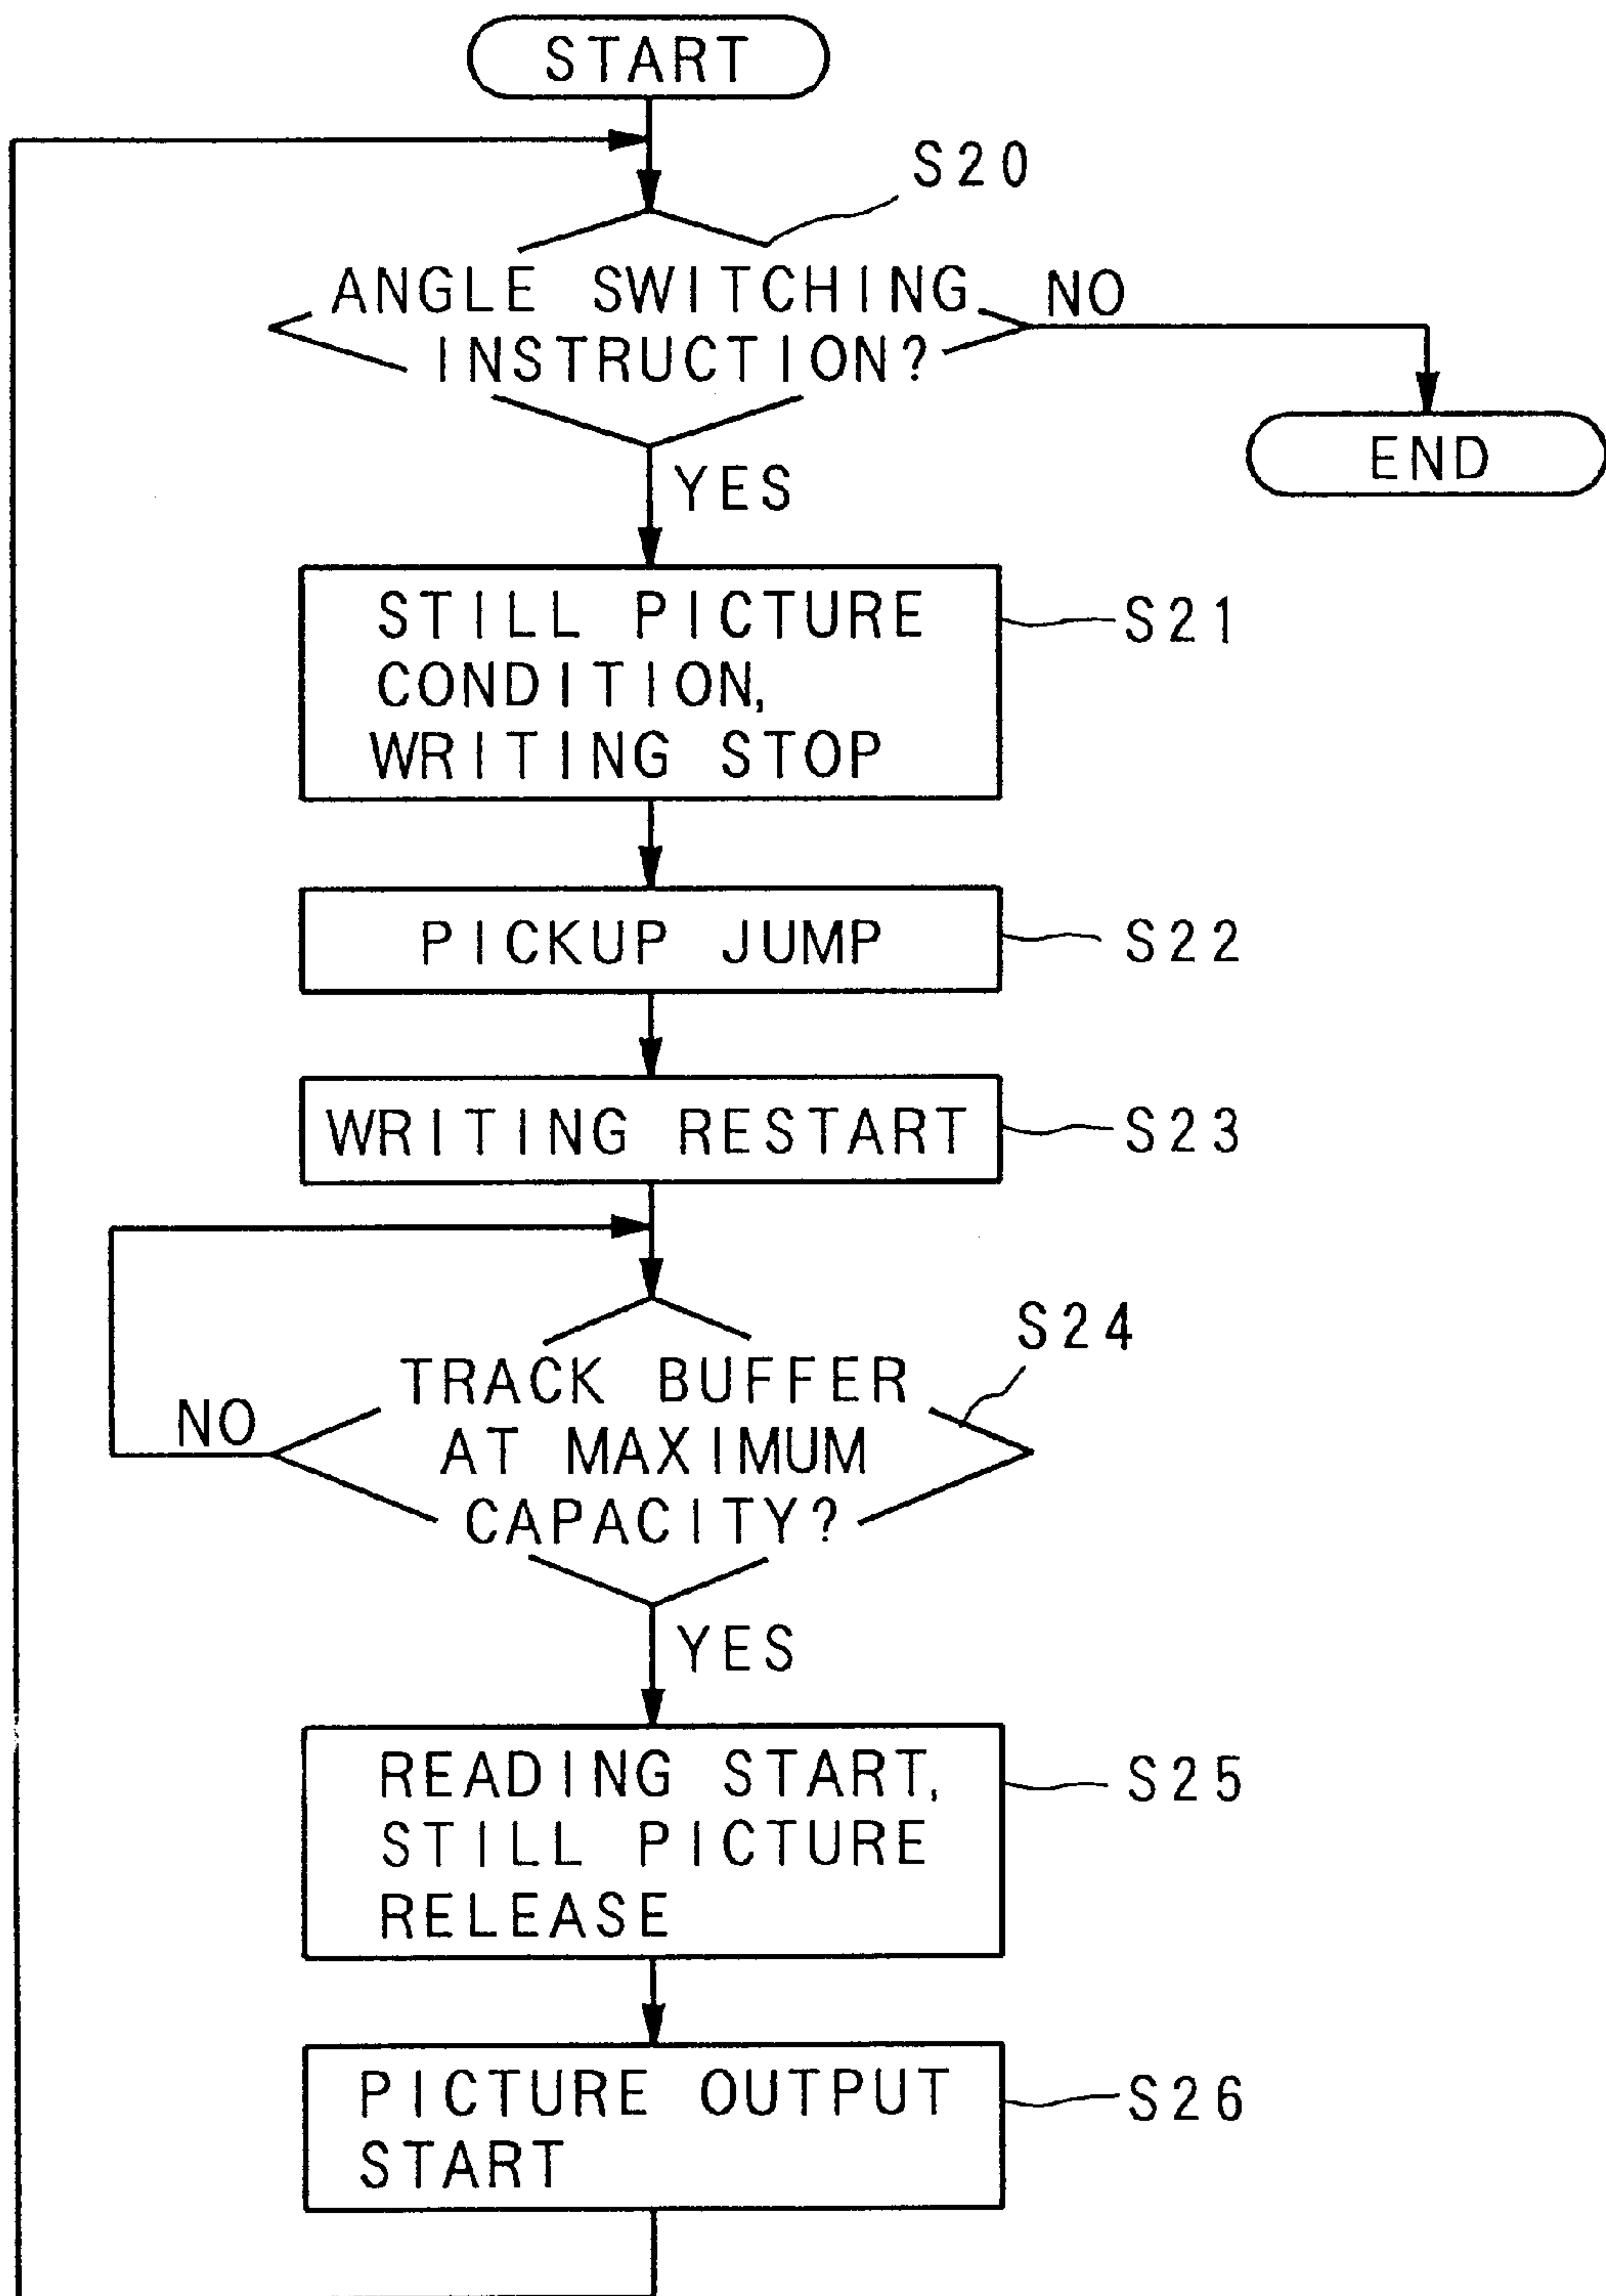 START
S20
ANGLE SWITCHING
INSTRUCTION?
NO
END
YES
STILL PICTURE
CONDITION,
WRITING STOP
S21
PICKUP JUMP
S22
WRITING RESTART
S23
S24
TRACK BUFFER
AT MAXIMUM
CAPACITY?
NO
YES
READING START,
STILL PICTURE
RELEASE
S25
PICTURE OUTPUT
START
S26